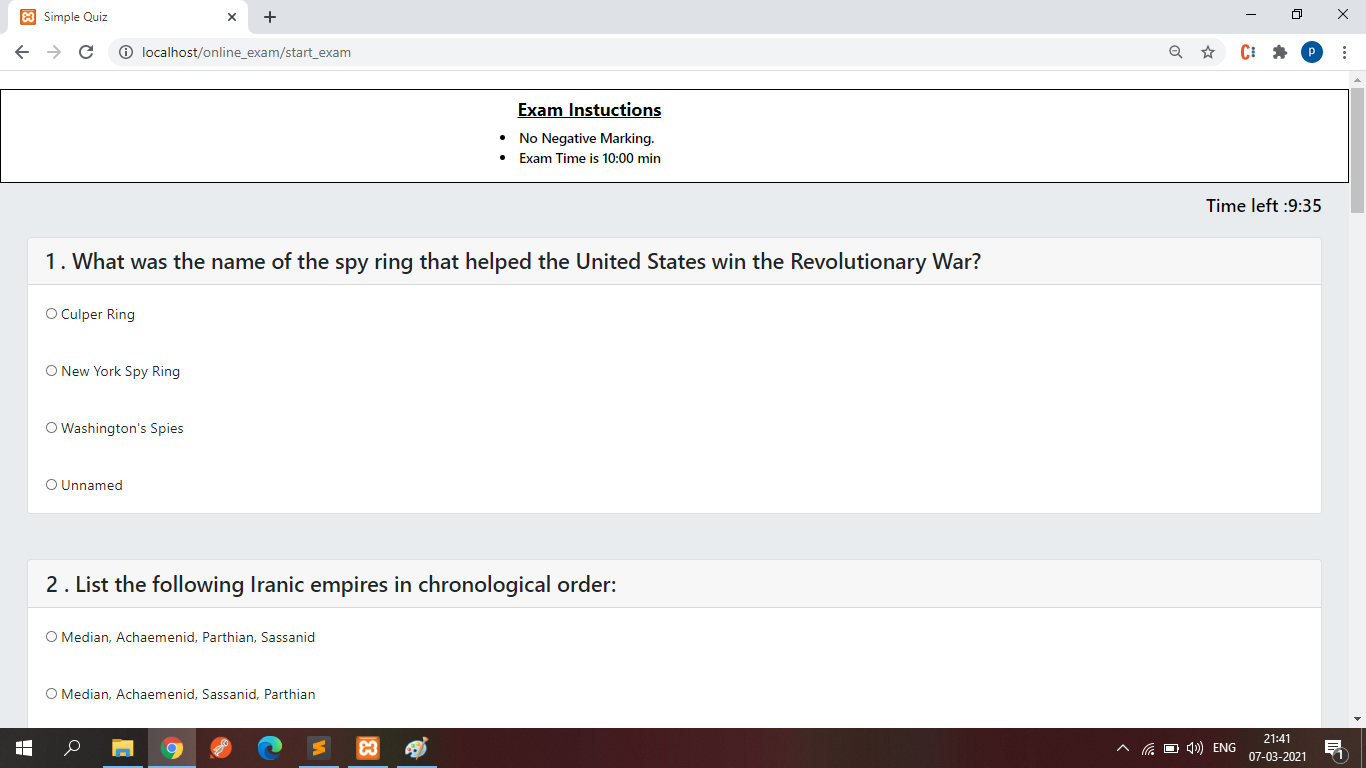 Simple Quiz
localhost/online_exam/start_exam
P
Exam Instuctions
No Negative Marking.
Exam Time is 10:00 min
Time left :9:35
1 . What was the name of the spy ring that helped the United States win the Revolutionary War?
Culper Ring
New York Spy Ring
Washington's Spies
Unnamed
2 . List the following Iranic empires in chronological order:
Median, Achaemenid, Parthian, Sassanid
Median, Achaemenid, Sassanid, Parthian
ENG
21:41
07-03-2021
1